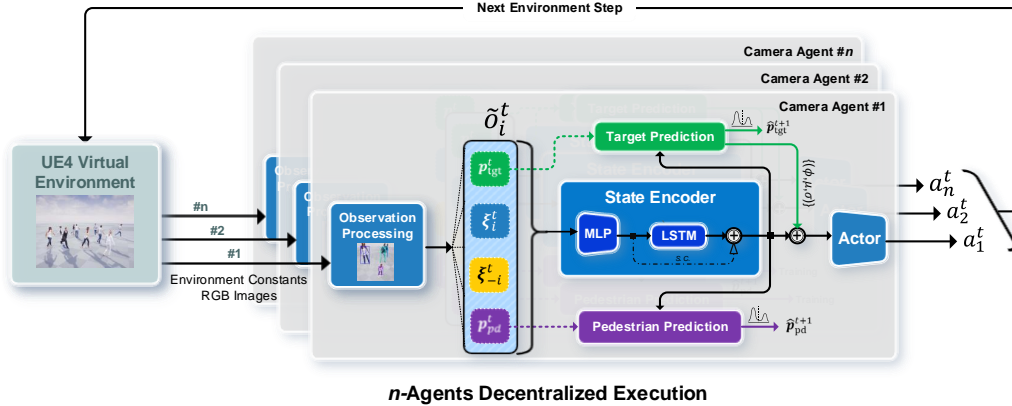 Next Environment Step
Camera Agent #n
Camera Agent #2
Camera Agent #1
UE4 Virtual
Environment
#n
#2
#1
Environment Constants
RGB Images
Observation
Processing
Õ_i^t
p_tgt^t
ξ_i^t
ξ_-i^t
p_pd^t
Target Prediction
p̂_tgt^t+1
{(ϕ, μ, σ)}
State Encoder
MLP
LSTM
s.c.
Actor
Pedestrian Prediction
p̂_pd^t+1
a_n^t
a_2^t
a_1^t
n-Agents Decentralized Execution